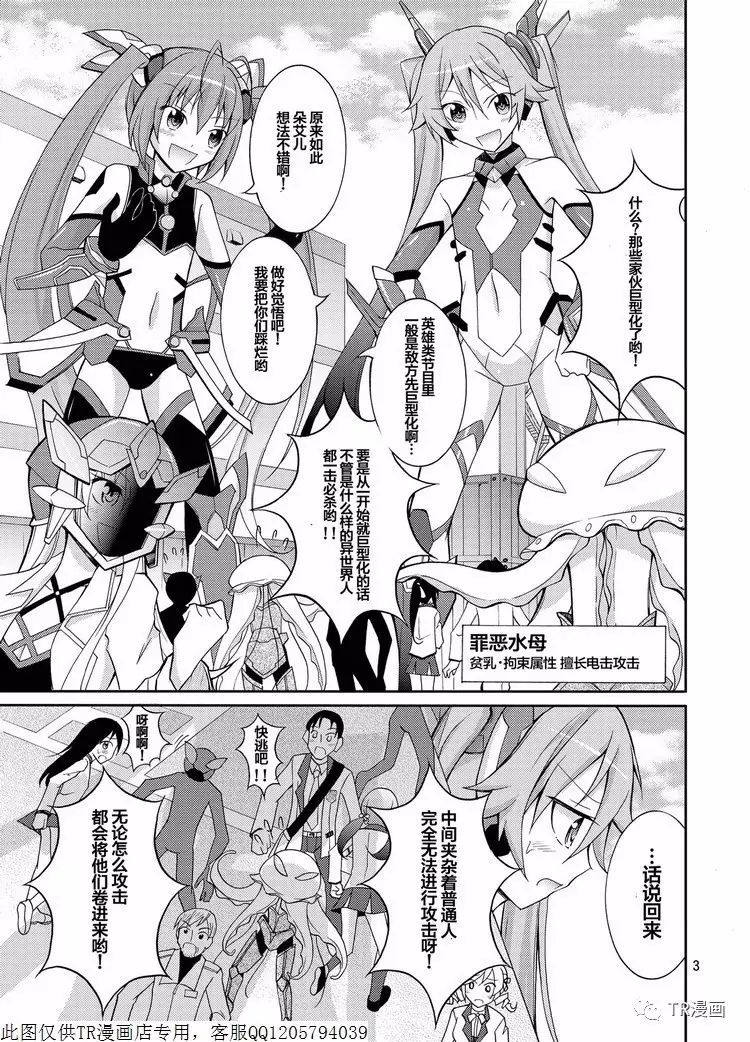 什么？那些家伙巨型化了哟！
英雄类节目里
一般是敌方先巨型化啊…
原来如此
朵艾儿
想法不错啊！
做好觉悟吧！
我要把你们踩烂哟
要是从一开始就巨型化的话
不管是什么样的异世界人
都一击必杀哟！！
罪恶水母
贫乳·拘束属性 擅长电击攻击
…话说回来
中间夹杂着普通人
完全无法进行攻击呀！
快逃吧！！
呀啊！
无论怎么攻击
都会将他们卷进来哟！
3
TR漫画
此图仅供TR漫画店专用，客服QQ1205794039